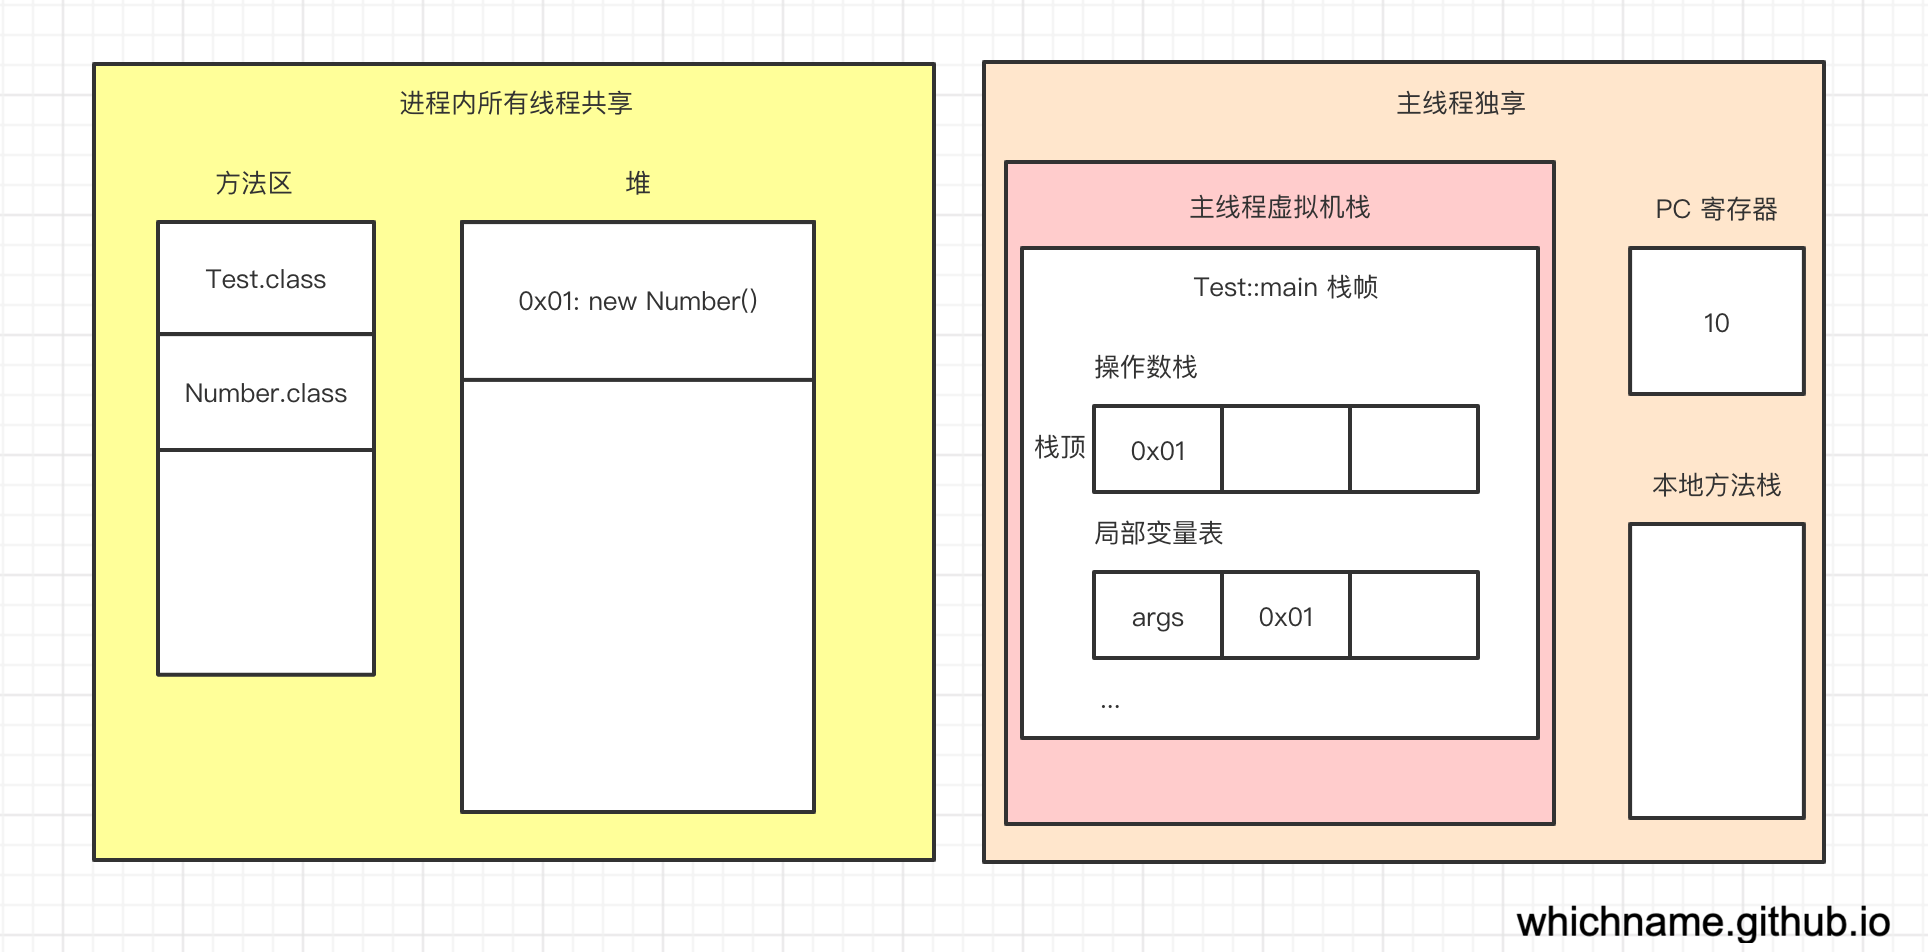 进程内所有线程共享
方法区
堆
Test.class
Number.class
0x01: new Number()
主线程独享
主线程虚拟机栈
Test::main 栈帧
操作数栈
栈顶
0x01
局部变量表
args
0x01
...
PC 寄存器
10
本地方法栈
whichname.github.io